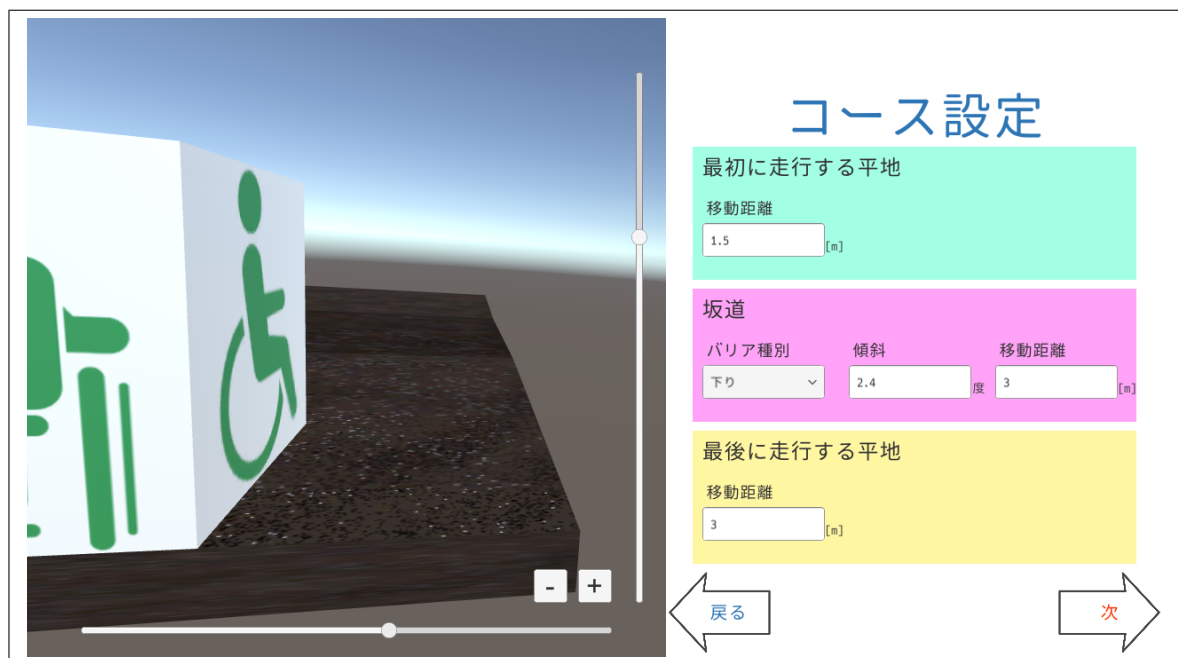 コース設定
最初に走行する平地
移動距離
1.5 [m]
坂道
バリア種別 傾斜 移動距離
下り 2.4 度 3 [m]
最後に走行する平地
移動距離
3 [m]
- +
戻る 次